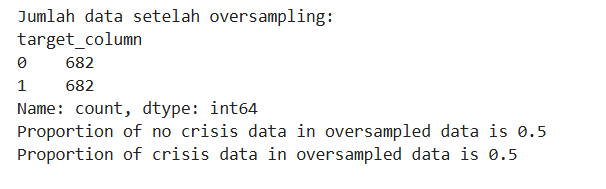 Jumlah data setelah oversampling:
target_column
0    682
1    682
Name: count, dtype: int64
Proportion of no crisis data in oversampled data is 0.5
Proportion of crisis data in oversampled data is 0.5